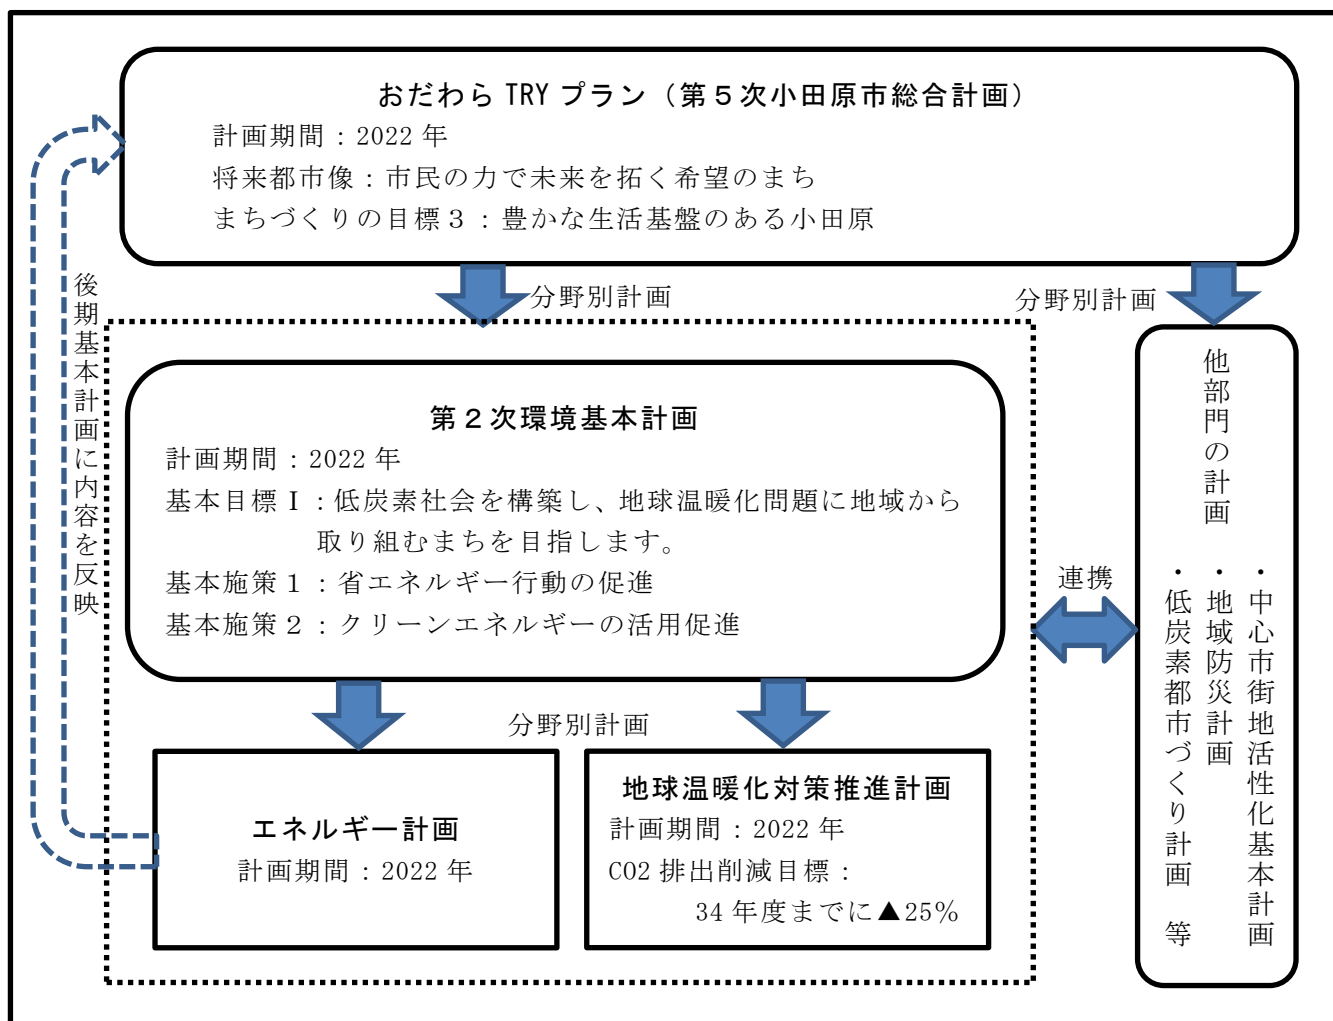 おだわら TRY プラン（第５次小田原市総合計画）
計画期間：2022 年
将来都市像：市民の力で未来を拓く希望のまち
まちづくりの目標３：豊かな生活基盤のある小田原
分野別計画
分野別計画
後期基本計画に内容を反映
第２次環境基本計画
計画期間：2022 年
基本目標Ⅰ：低炭素社会を構築し、地球温暖化問題に地域から
取り組むまちを目指します。
基本施策１：省エネルギー行動の促進
基本施策２：クリーンエネルギーの活用促進
連携
他部門の計画
・中心市街地活性化基本計画
・地域防災計画
・低炭素都市づくり計画　等
分野別計画
エネルギー計画
計画期間：2022 年
地球温暖化対策推進計画
計画期間：2022 年
CO2 排出削減目標：
34 年度までに▲25％